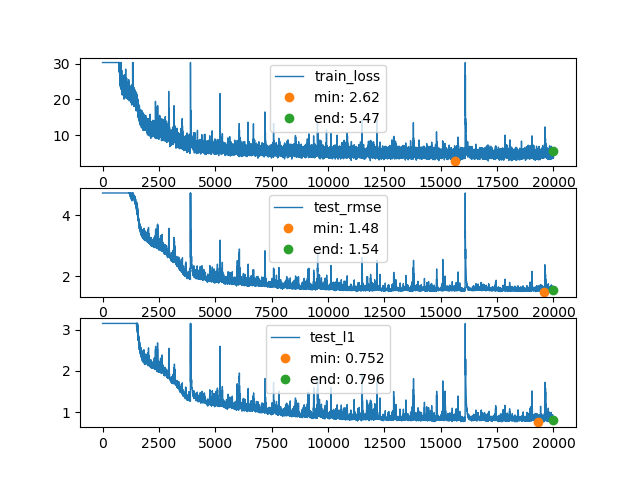 30
20
10
train_loss
min: 2.62
end: 5.47
0 2500 5000 7500 10000 12500 15000 17500 20000
4
2
test_rmse
min: 1.48
end: 1.54
0 2500 5000 7500 10000 12500 15000 17500 20000
3
2
1
test_l1
min: 0.752
end: 0.796
0 2500 5000 7500 10000 12500 15000 17500 20000